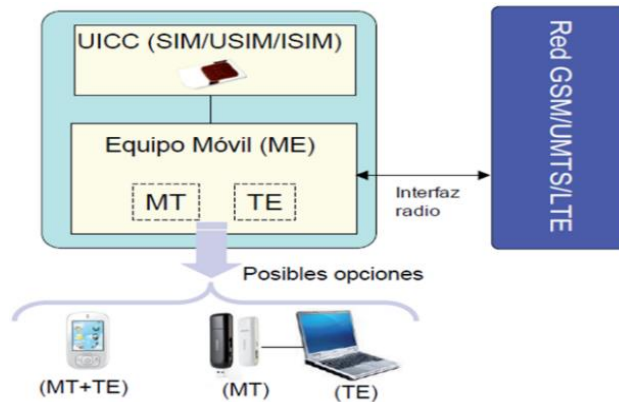 UICC (SIM/USIM/ISIM)
Equipo Móvil (ME)
MT
TE
Interfaz
radio
Red GSM/UMTS/LTE
Posibles opciones
(MT+TE)
(MT)
(TE)